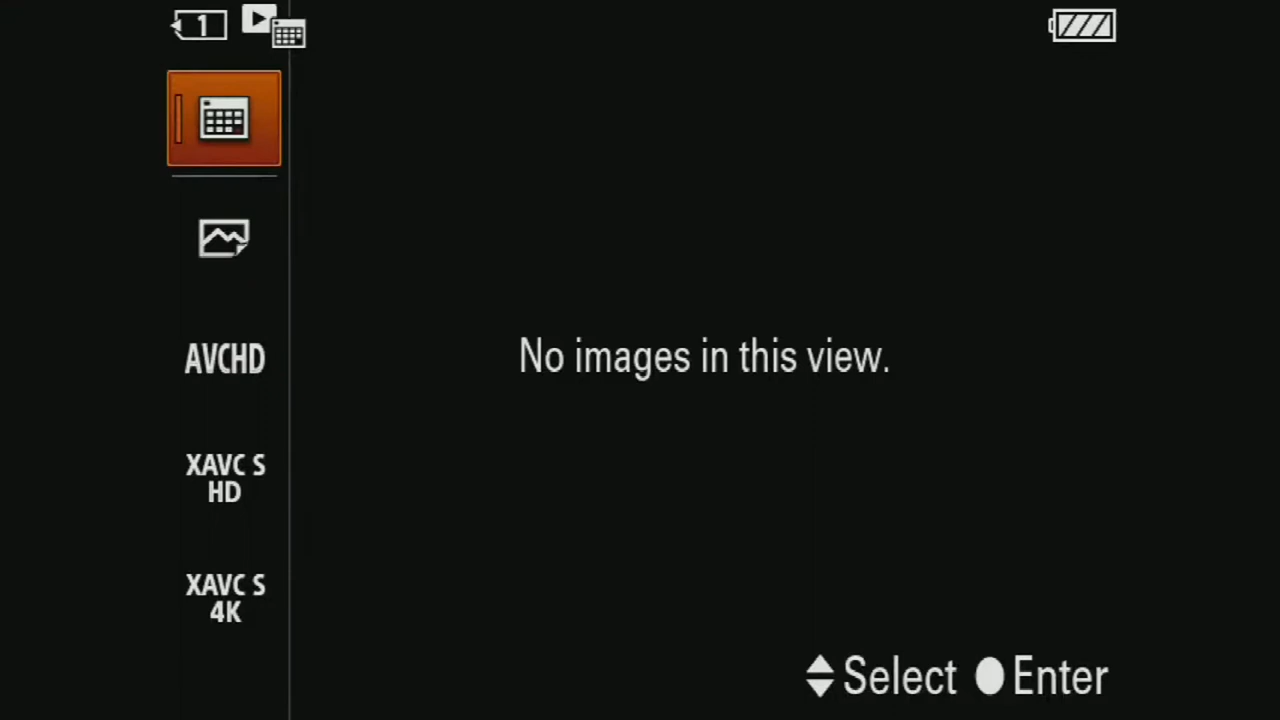 1
AVCHD
XAVC S
HD
No images in this view.
XAVC S
4K
Select Enter